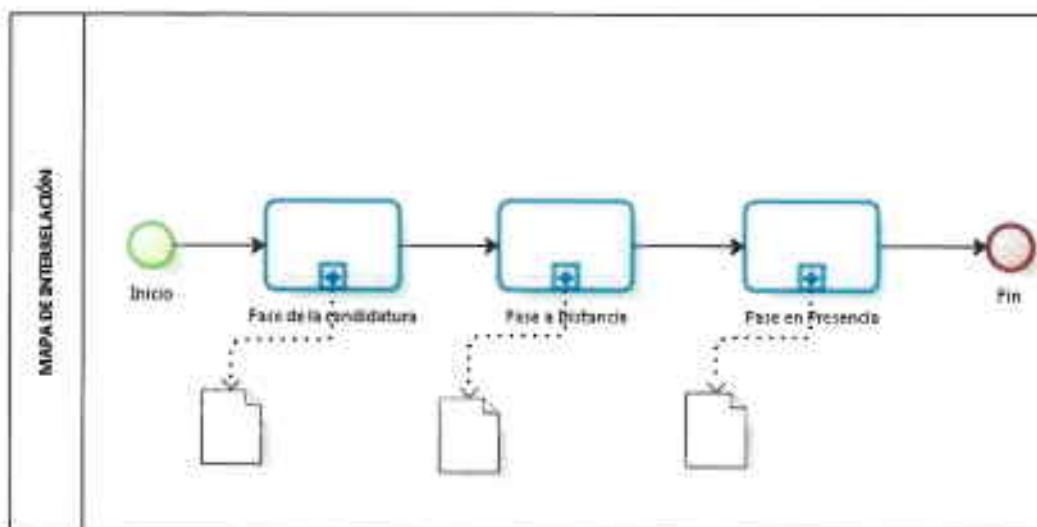 MAPA DE INTERRELACIÓN
Inicio
Fase de la candidatura
Fase a Distancia
Fase en Presencia
Fin